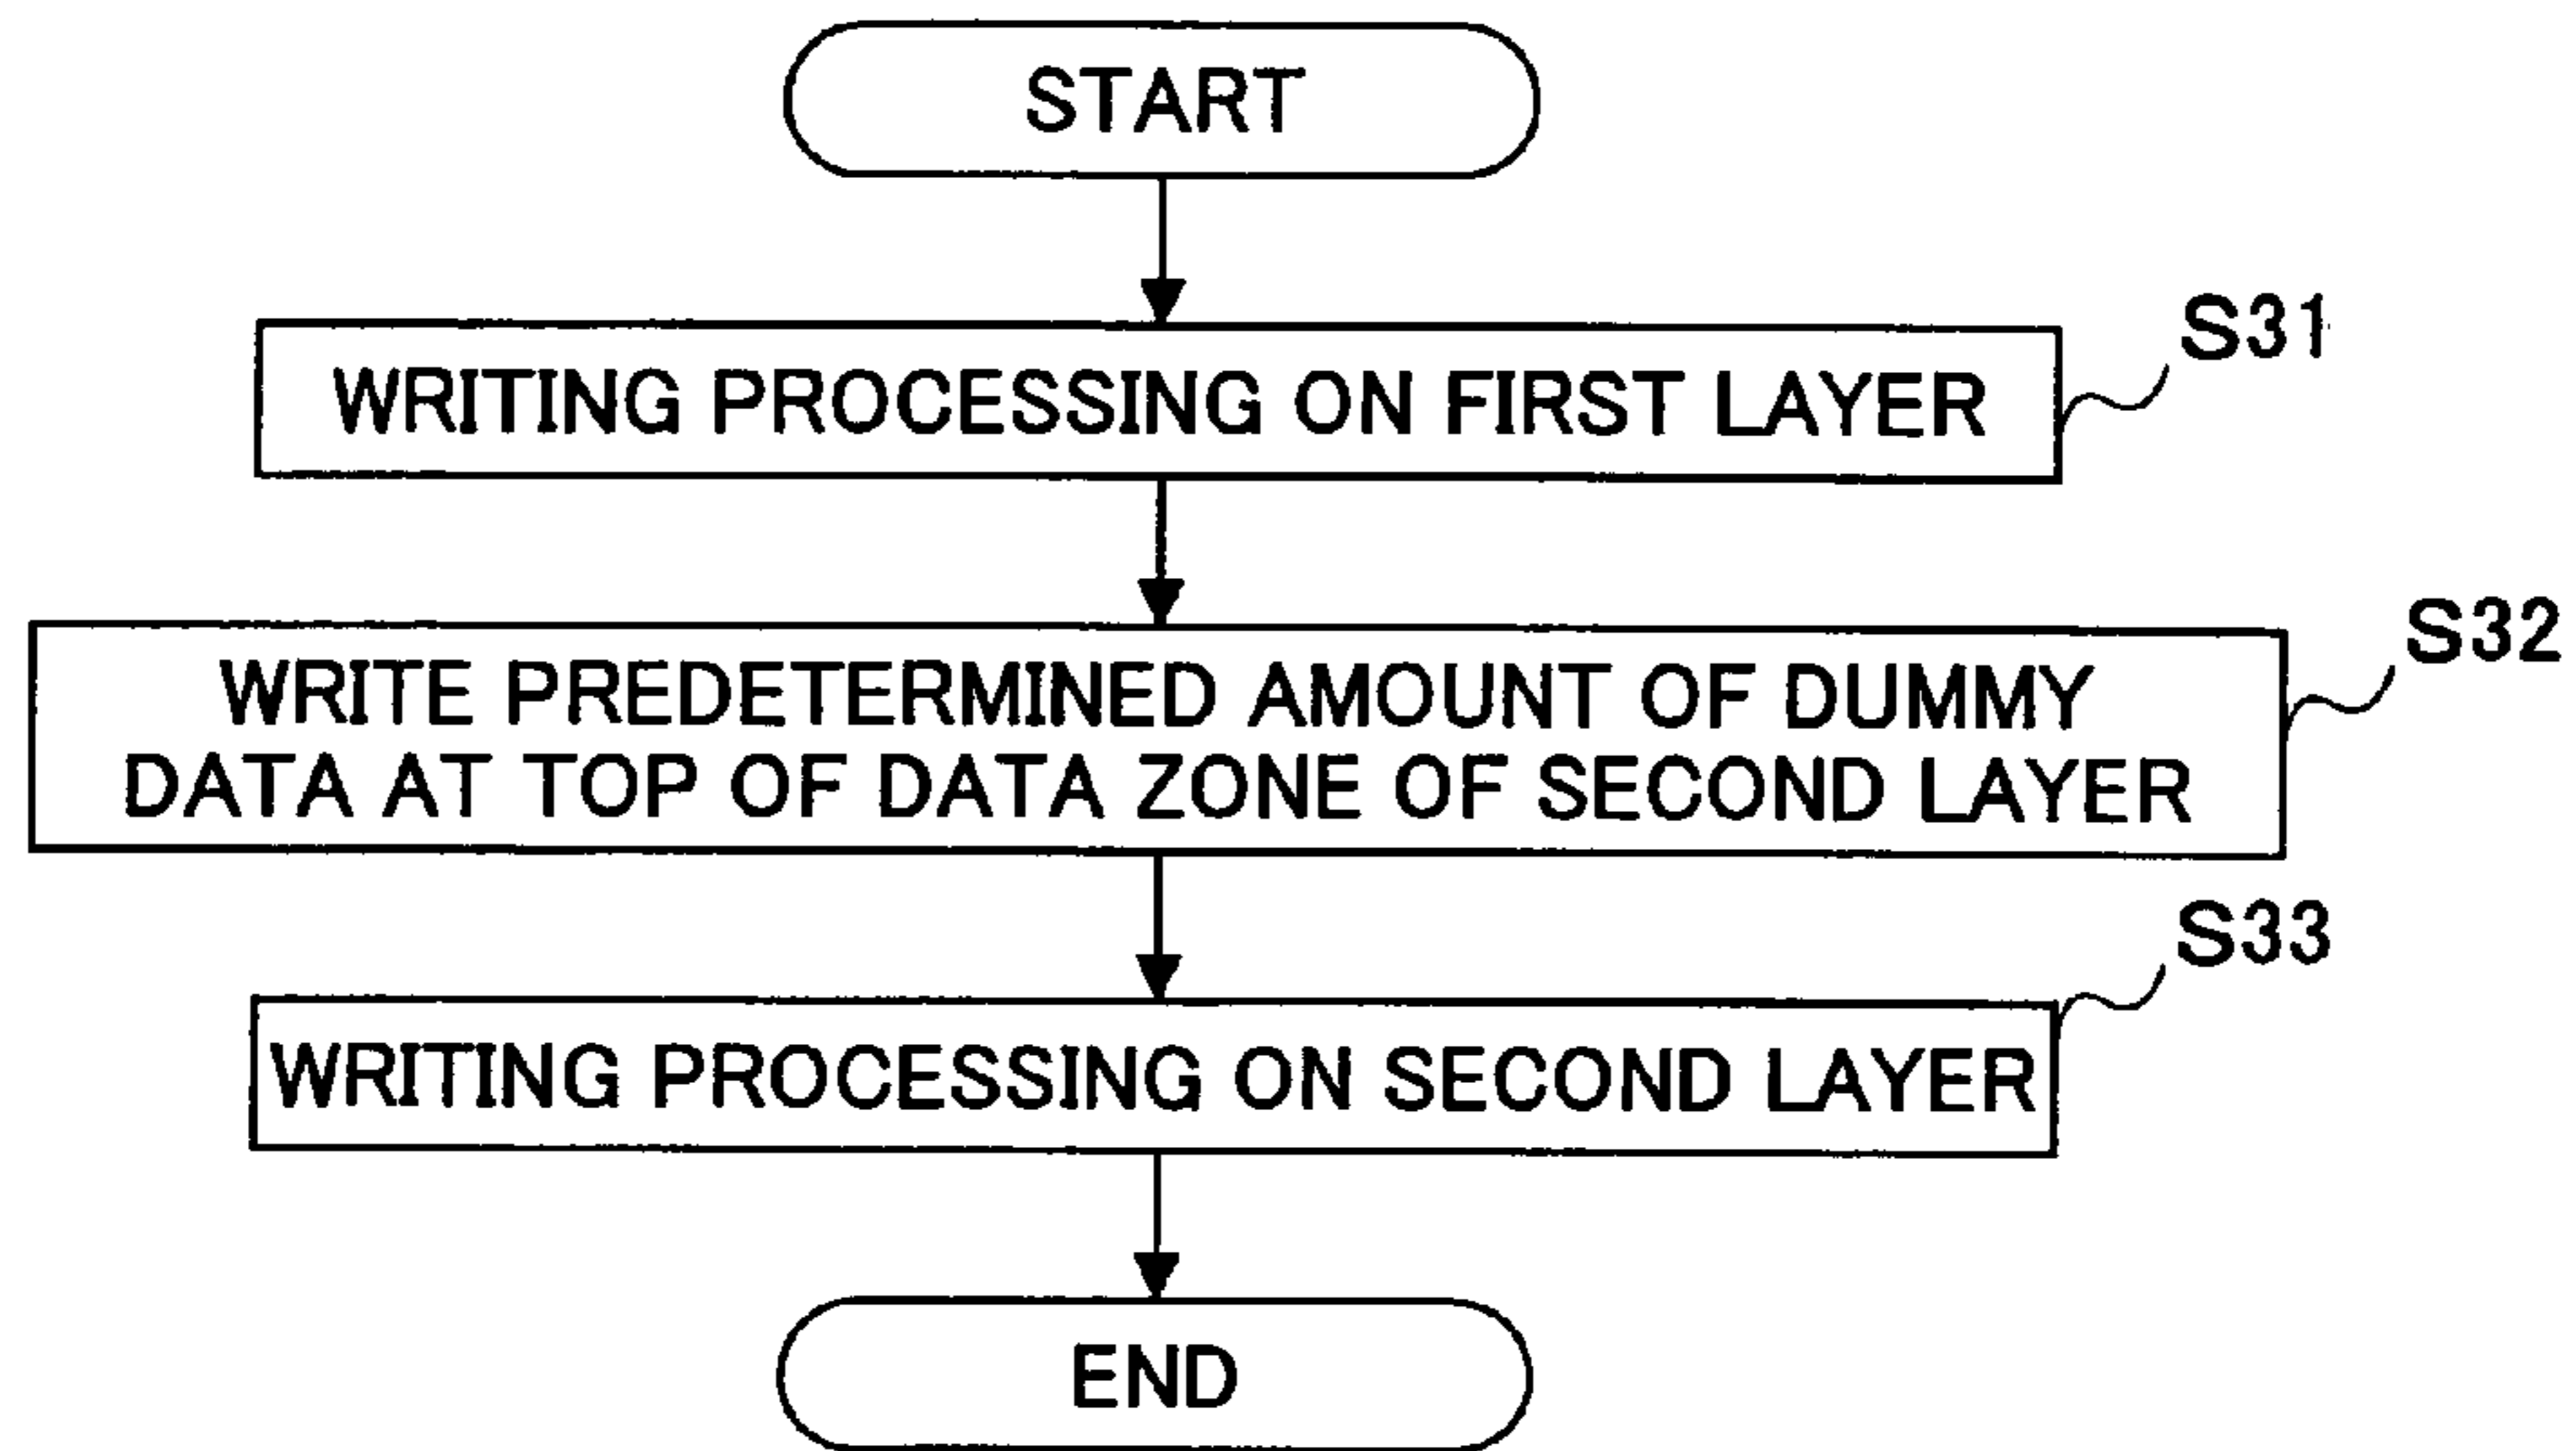 START
WRITING PROCESSING ON FIRST LAYER
S31
WRITE PREDETERMINED AMOUNT OF DUMMY
DATA AT TOP OF DATA ZONE OF SECOND LAYER
S32
WRITING PROCESSING ON SECOND LAYER
S33
END